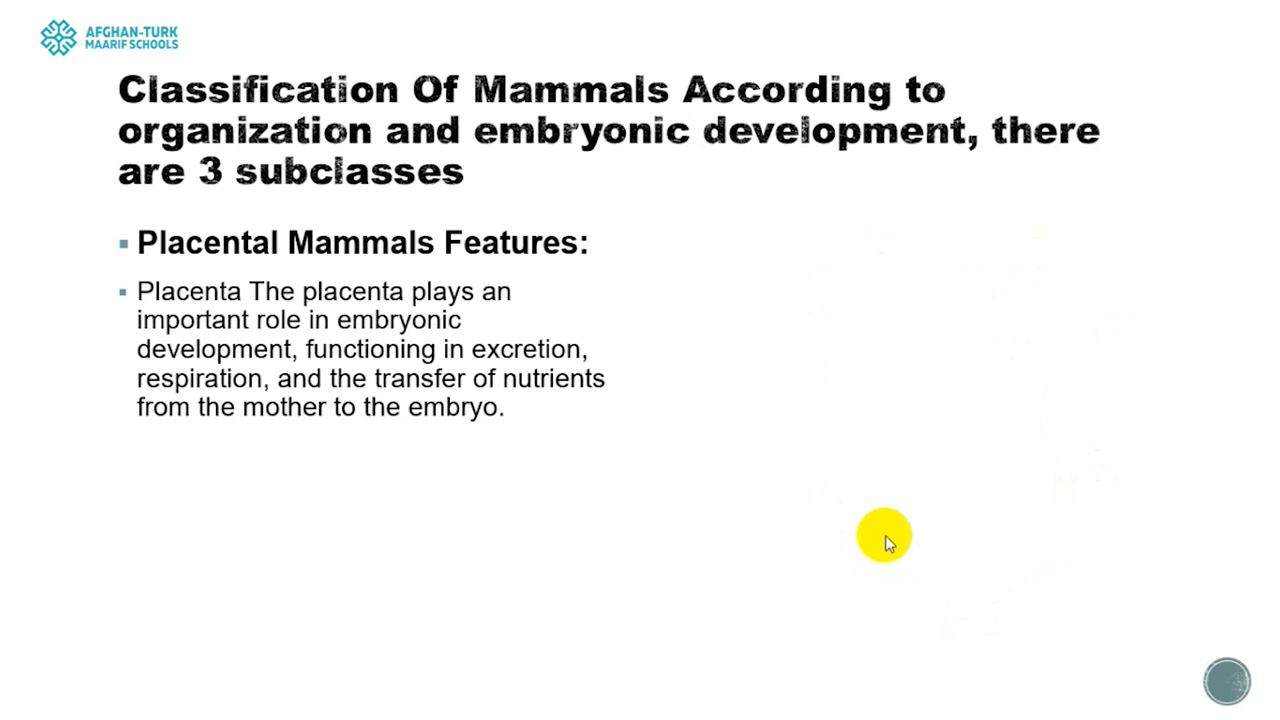 AFGHAN-TURK
MAARIF SCHOOLS
Classification Of Mammals According to
organization and embryonic development, there
are 3 subclasses
Placental Mammals Features:
Placenta The placenta plays an
important role in embryonic
development, functioning in excretion,
respiration, and the transfer of nutrients
from the mother to the embryo.